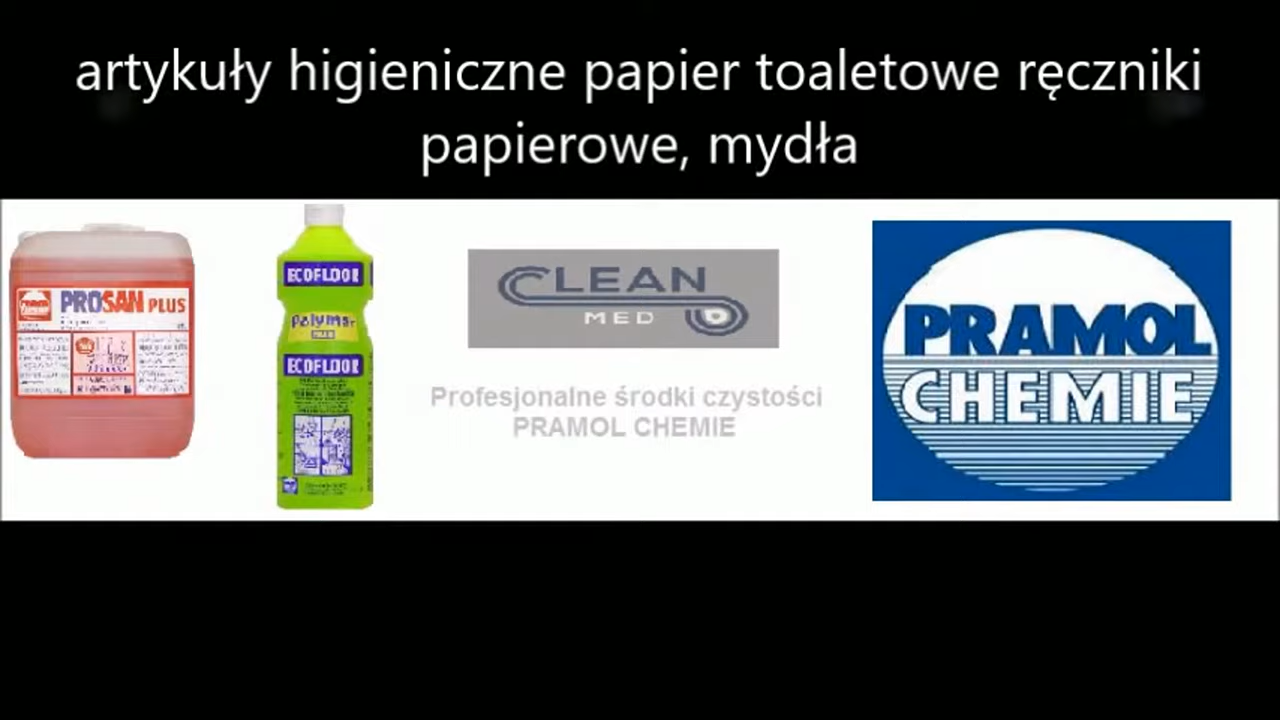 artykuły higieniczne papier toaletowe ręczniki
papierowe, mydła
PROSAN PLUS
ECOFLOOR
Polymar
ECOFLOOR
CLEAN
MED
Profesjonalne środki czystości
PRAMOL CHEMIE
PRAMOL
CHEMIE